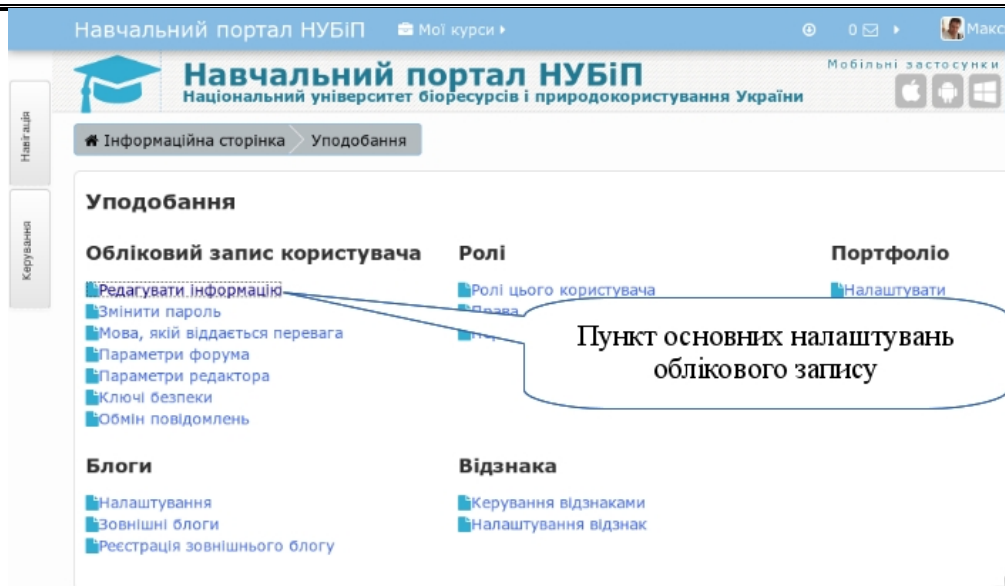 Навчальний портал НУБіП Мої курси 0 Макс
Навчальний портал НУБіП
Національний університет біоресурсів і природокористування України
Мобільні застосунки
Навігація
Керування
Інформаційна сторінка Уподобання
Уподобання
Обліковий запис користувача
Редагувати інформацію
Змінити пароль
Мова, якій віддається перевага
Параметри форума
Параметри редактора
Ключі безпеки
Обмін повідомлень
Ролі
Ролі цього користувача
Права
Портфоліо
Налаштувати
Пункт основних налаштувань
облікового запису
Блоги
Налаштування
Зовнішні блоги
Реєстрація зовнішнього блогу
Відзнака
Керування відзнаками
Налаштування відзнак